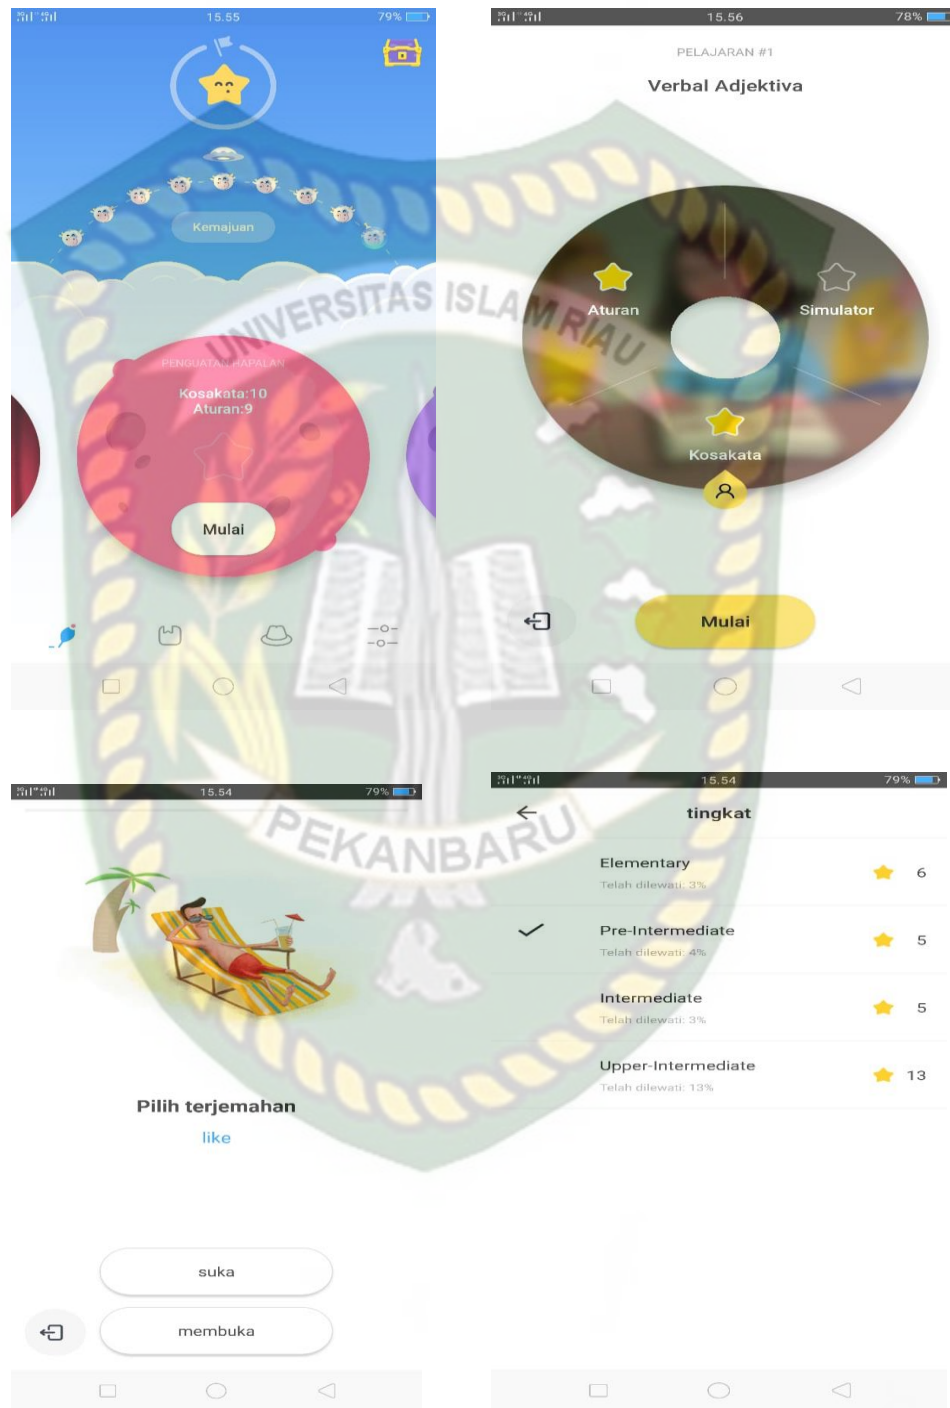 15.55
79%
Kemajuan
PENGUATAN HAPALAN
Kosakata:10
Aturan:9
Mulai
15.56
78%
PELAJARAN #1
Verbal Adjektiva
Aturan
Simulator
Kosakata
Mulai
UNIVERSITAS ISLAM RIAU
PEKANBARU
15.54
79%
Pilih terjemahan
like
suka
membuka
15.54
79%
tingkat
Elementary
6
Telah dilewati: 3%
Pre-Intermediate
5
Telah dilewati: 4%
Intermediate
5
Telah dilewati: 3%
Upper-Intermediate
13
Telah dilewati: 13%